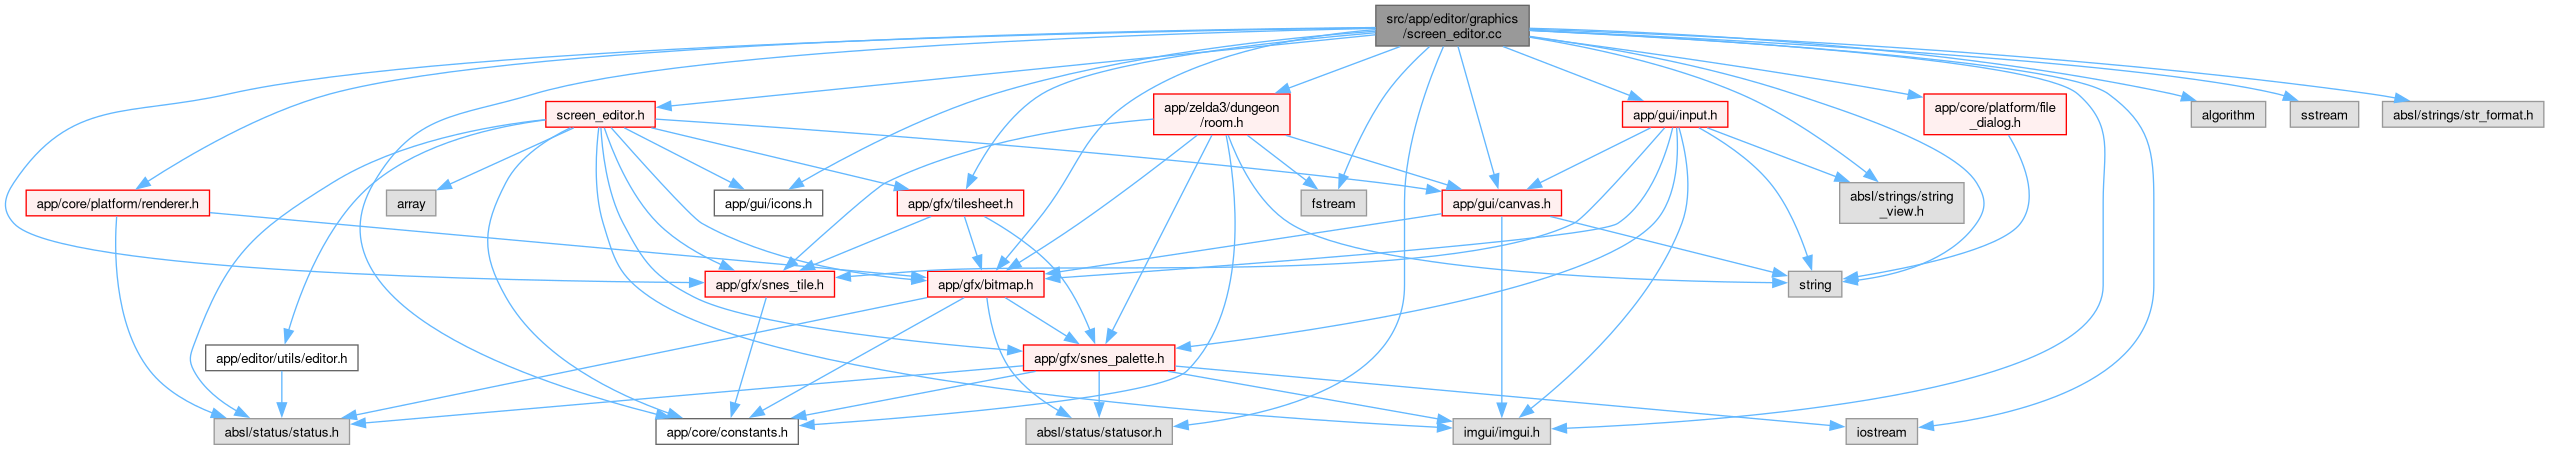 src/app/editor/graphics
/screen_editor.cc
screen_editor.h
app/zelda3/dungeon
/room.h
app/gui/input.h
app/core/platform/file
_dialog.h
algorithm
sstream
absl/strings/str_format.h
app/core/platform/renderer.h
array
app/gui/icons.h
app/gfx/tilesheet.h
fstream
app/gui/canvas.h
absl/strings/string
_view.h
app/gfx/snes_tile.h
app/gfx/bitmap.h
string
app/editor/utils/editor.h
app/gfx/snes_palette.h
absl/status/status.h
app/core/constants.h
absl/status/statusor.h
imgui/imgui.h
iostream